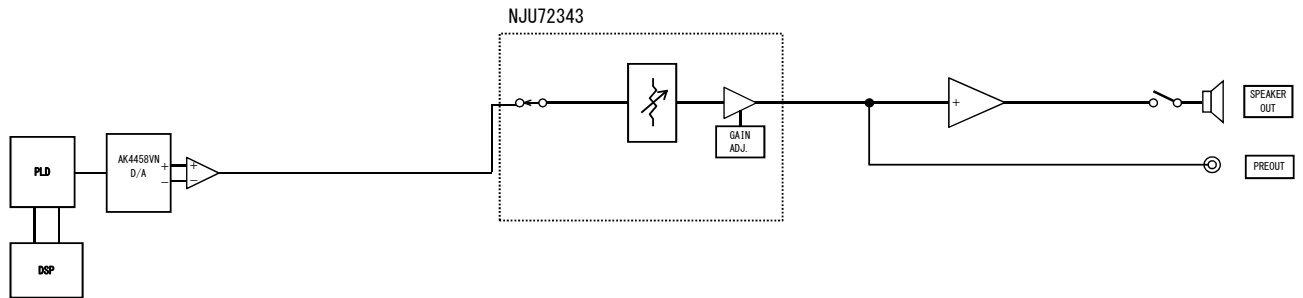 NJU72343
GAIN
ADJ.
+
SPEAKER
OUT
PREOUT
PLD
AK4458VN
D/A
+
−
+
−
DSP